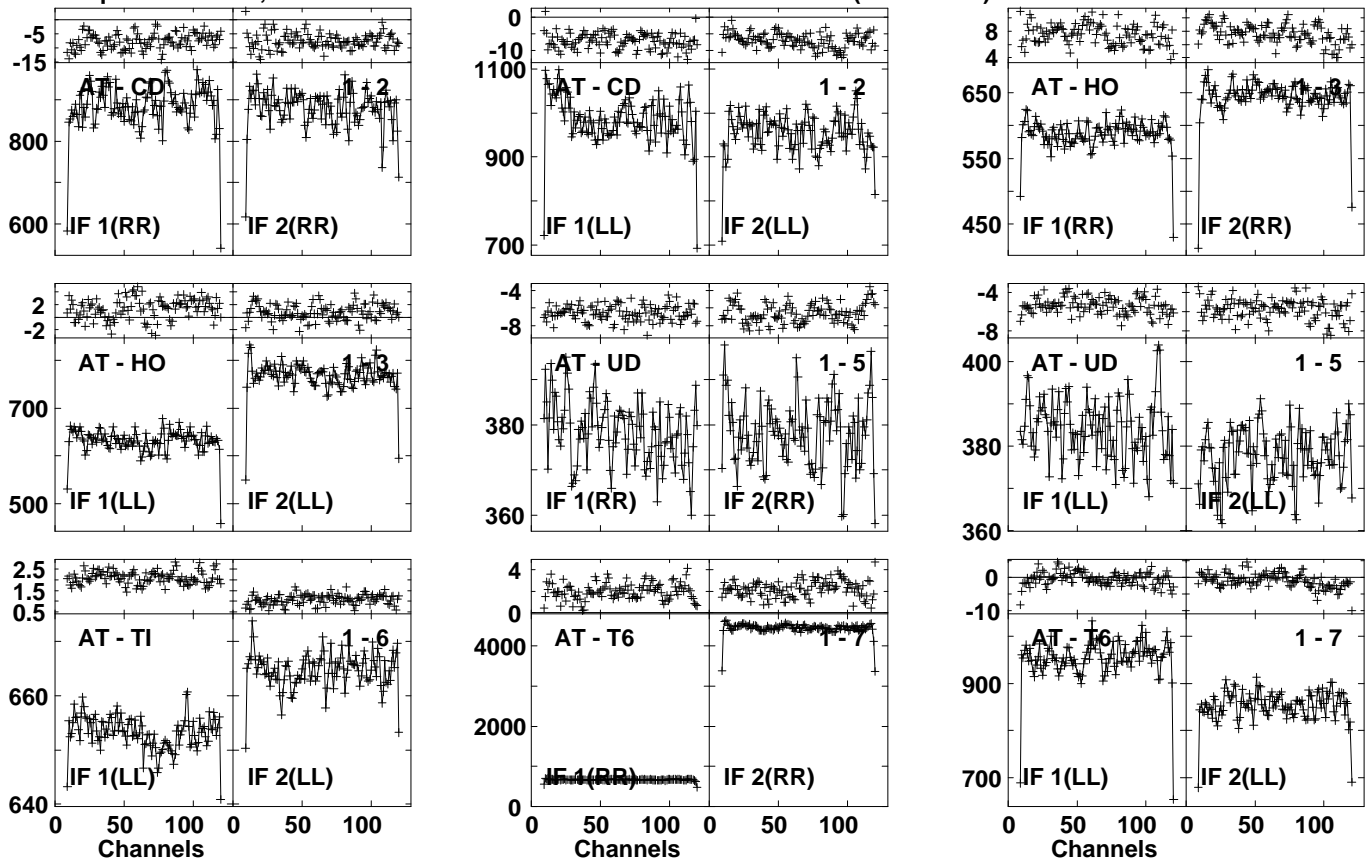 -5
-15
AT - CD
1 - 2
800
600
IF 1(RR)
IF 2(RR)
0
-10
1100
AT - CD
1 - 2
900
700
IF 1(LL)
IF 2(LL)
8
4
650
AT - HO
1 - 3
550
450
IF 1(RR)
IF 2(RR)
2
-2
AT - HO
1 - 3
700
500
IF 1(LL)
IF 2(LL)
-4
-8
AT - UD
1 - 5
380
360
IF 1(RR)
IF 2(RR)
-4
-8
400
AT - UD
1 - 5
380
360
IF 1(LL)
IF 2(LL)
2.5
1.5
0.5
AT - TI
1 - 6
660
640
IF 1(LL)
IF 2(LL)
0 50 100 0 50 100
Channels
4
0
4000
AT - T6
1 - 7
2000
0
IF 1(RR)
IF 2(RR)
0 50 100 0 50 100
0
-10
AT - T6
1 - 7
900
700
IF 1(LL)
IF 2(LL)
0 50 100 0 50 100
Channels